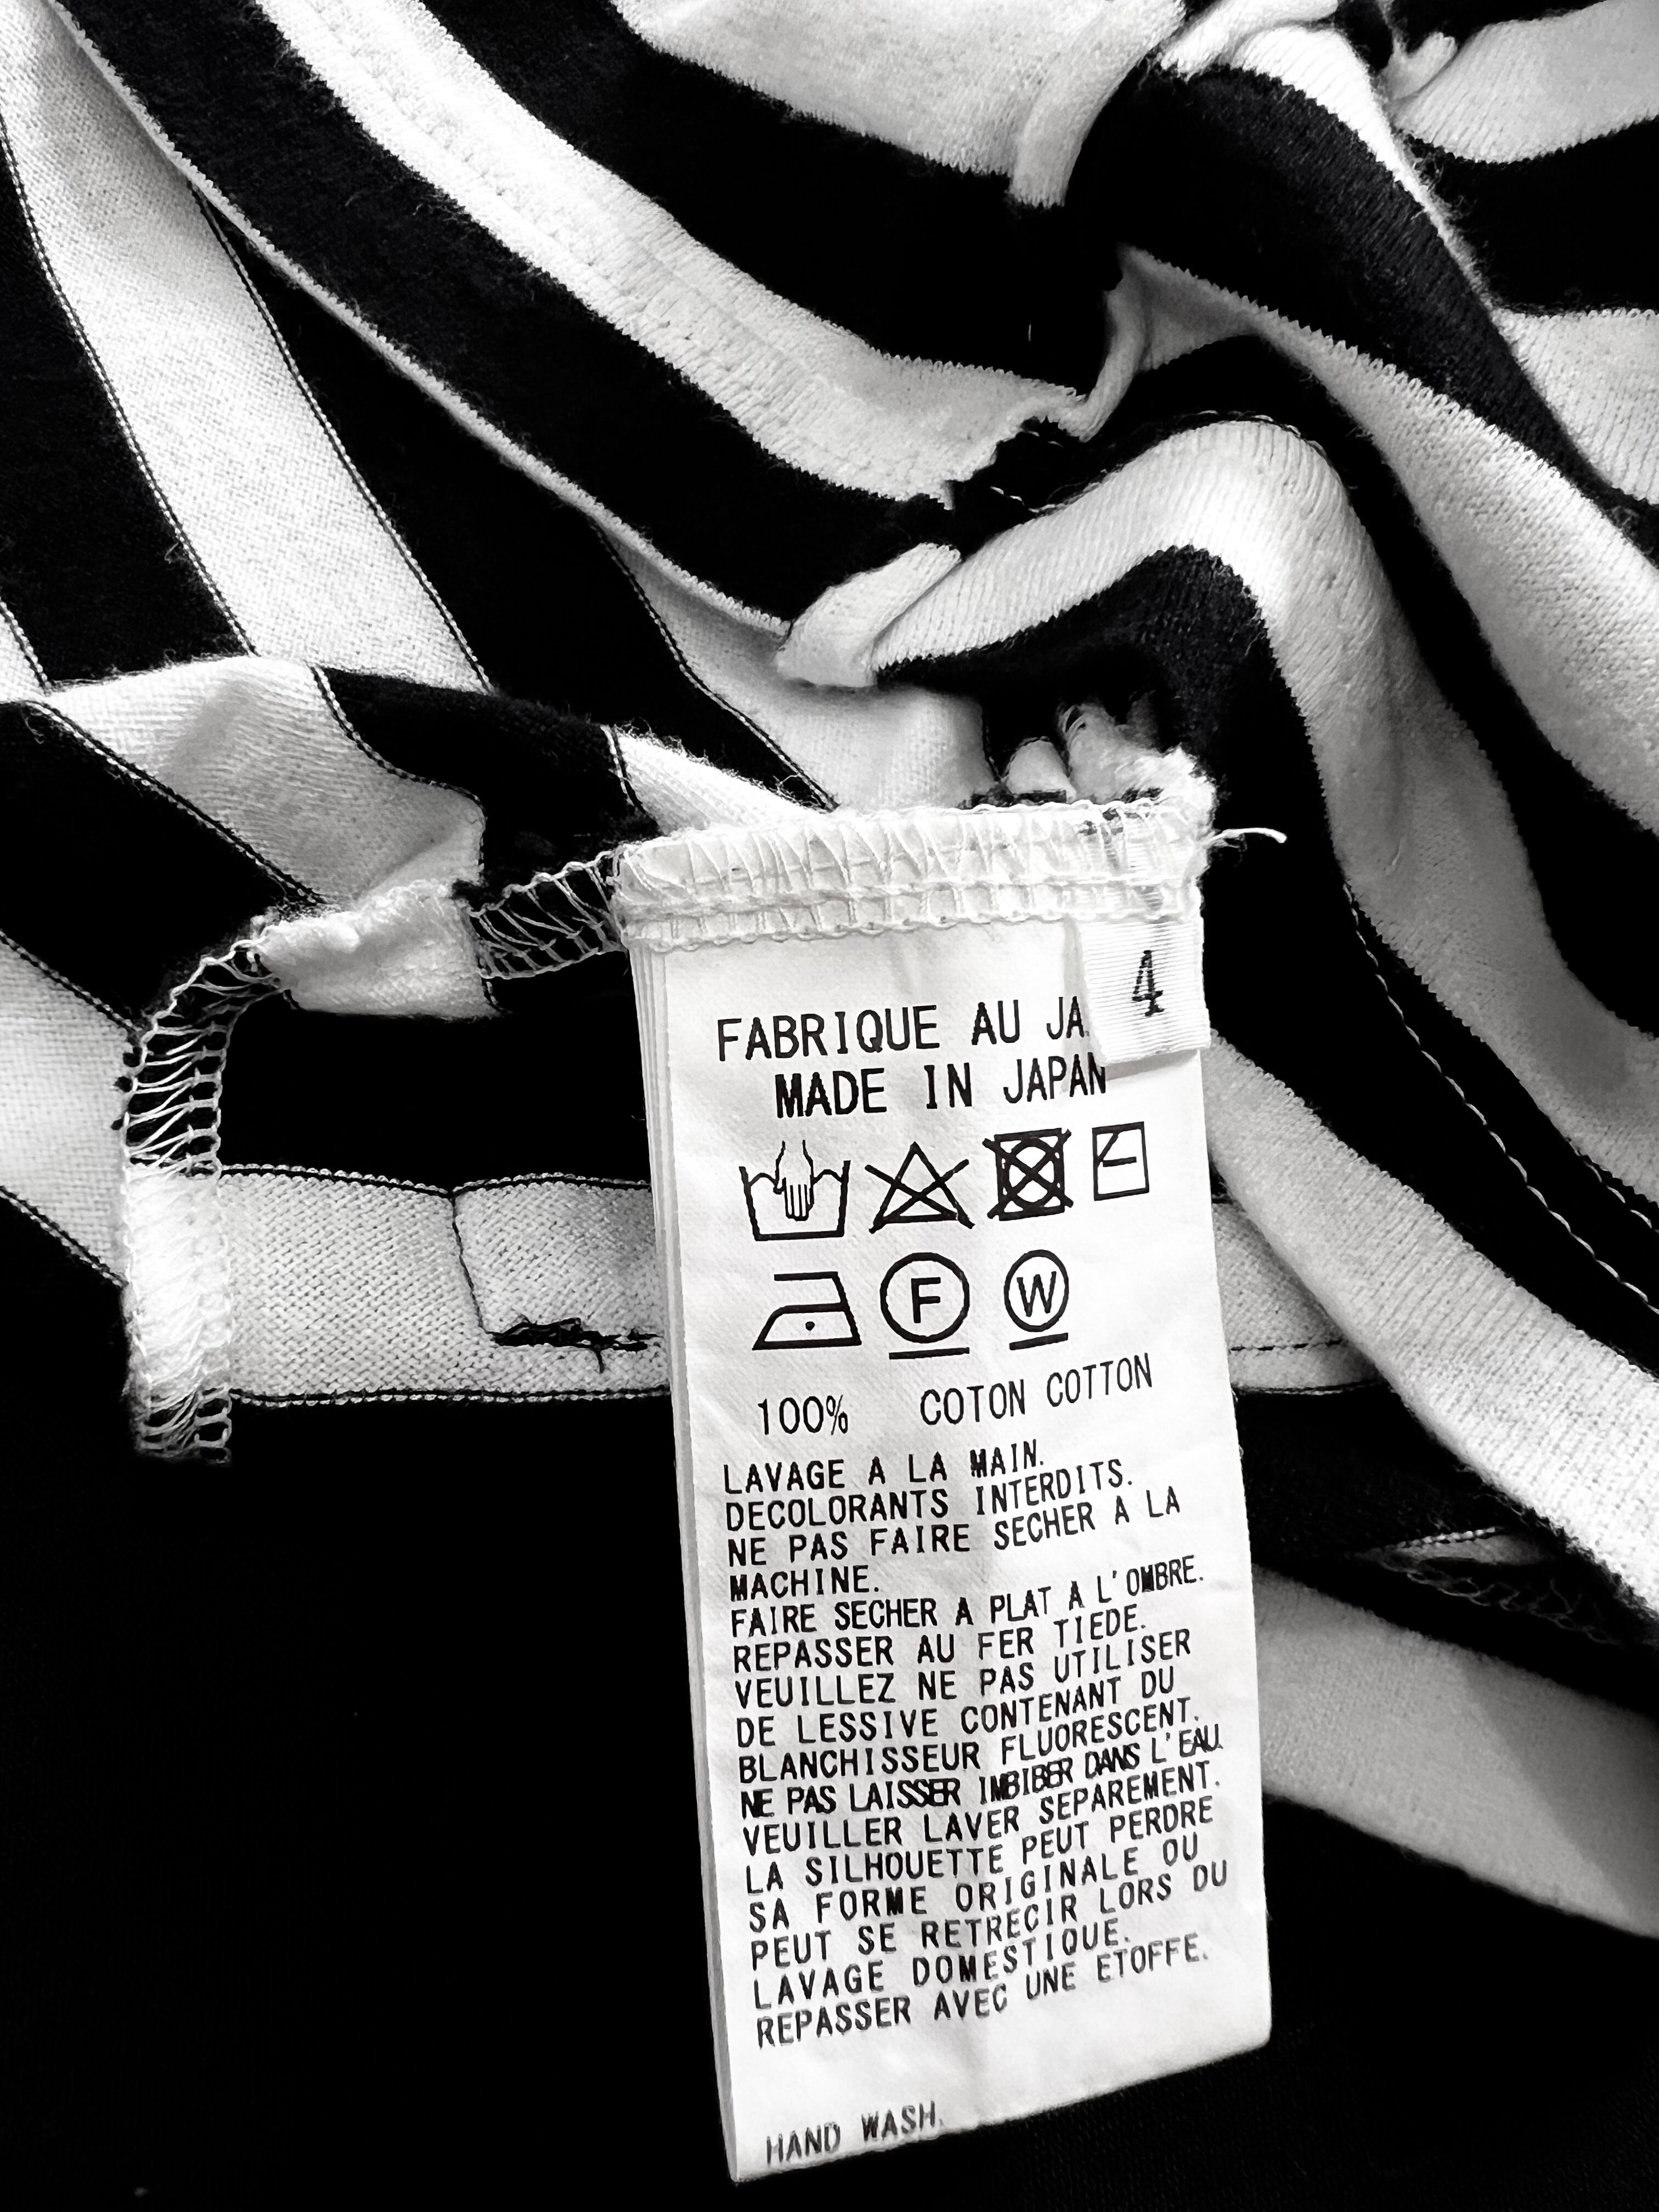 4
FABRIQUE AU JA
MADE IN JAPAN
F W
100% COTON COTTON
LAVAGE A LA MAIN.
DECOLORANTS INTERDITS.
NE PAS FAIRE SECHER A LA
MACHINE.
FAIRE SECHER A PLAT A L'OMBRE.
REPASSER AU FER TIEDE.
VEUILLEZ NE PAS UTILISER
DE LESSIVE CONTENANT DU
BLANCHISSEUR FLUORESCENT.
NE PAS LAISSER IMBIBER DANS L'EAU.
VEUILLER LAVER SEPAREMENT.
LA SILHOUETTE PEUT PERDRE
SA FORME ORIGINALE OU
PEUT SE RETRECIR LORS DU
LAVAGE DOMESTIQUE.
REPASSER AVEC UNE ETOFFE.
HAND WASH.